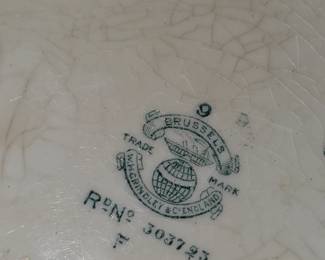 9
BRUSSELS
TRADE MARK
W.H.GRINDLEY & Co ENGLAND
RD No 303723
F